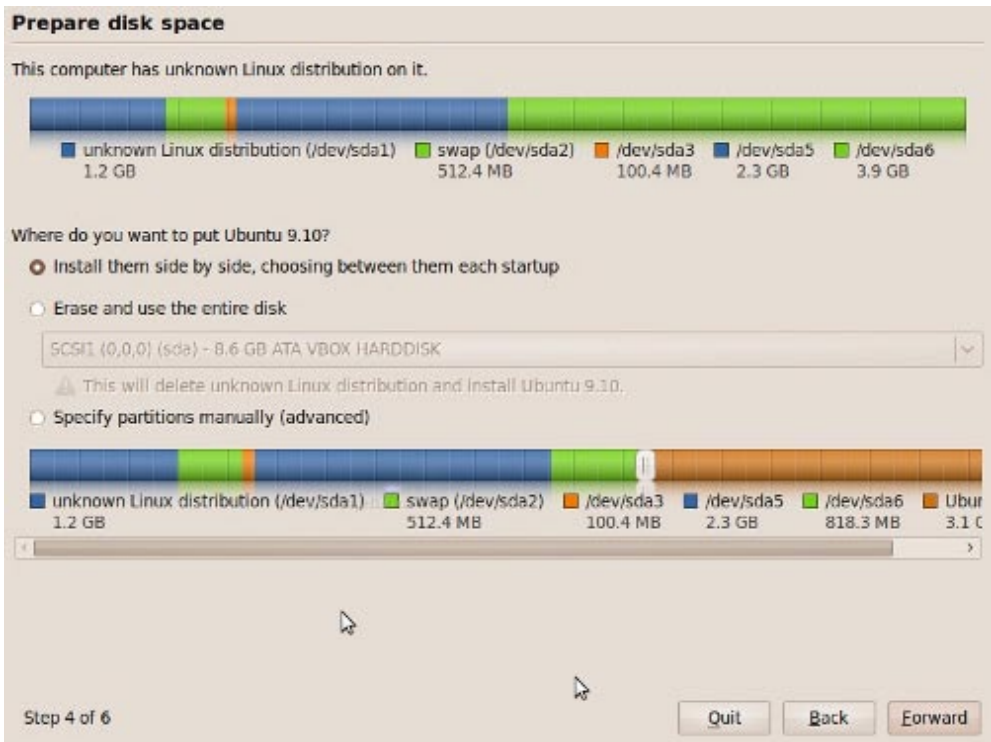 Prepare disk space
This computer has unknown Linux distribution on it.
unknown Linux distribution (/dev/sda1) swap (/dev/sda2) /dev/sda3 /dev/sda5 /dev/sda6
1.2 GB 512.4 MB 100.4 MB 2.3 GB 3.9 GB
Where do you want to put Ubuntu 9.10?
Install them side by side, choosing between them each startup
Erase and use the entire disk
SCSI1 (0,0,0) (sda) - 8.6 GB ATA VBOX HARDDISK
This will delete unknown Linux distribution and install Ubuntu 9.10.
Specify partitions manually (advanced)
unknown Linux distribution (/dev/sda1) swap (/dev/sda2) /dev/sda3 /dev/sda5 /dev/sda6 Ubur
1.2 GB 512.4 MB 100.4 MB 2.3 GB 818.3 MB 3.1
Step 4 of 6
Quit Back Forward